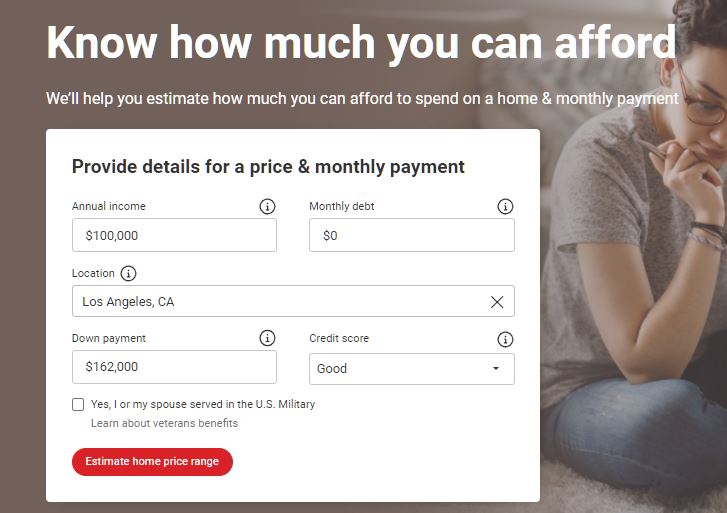 Know how much you can afford
We'll help you estimate how much you can afford to spend on a home & monthly payment
Provide details for a price & monthly payment
Annual income
Monthly debt
$100,000
$0
Location
Los Angeles, CA
Down payment
Credit score
$162,000
Good
Yes, I or my spouse served in the U.S. Military
Learn about veterans benefits
Estimate home price range